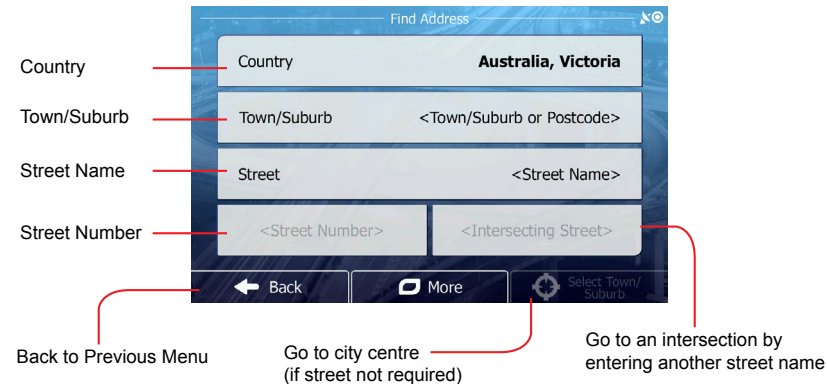 Find Address
Country
Country Australia, Victoria
Town/Suburb
Town/Suburb <Town/Suburb or Postcode>
Street Name
Street <Street Name>
Street Number
<Street Number> <Intersecting Street>
Back More Select Town/
Suburb
Back to Previous Menu
Go to city centre
(if street not required)
Go to an intersection by
entering another street name